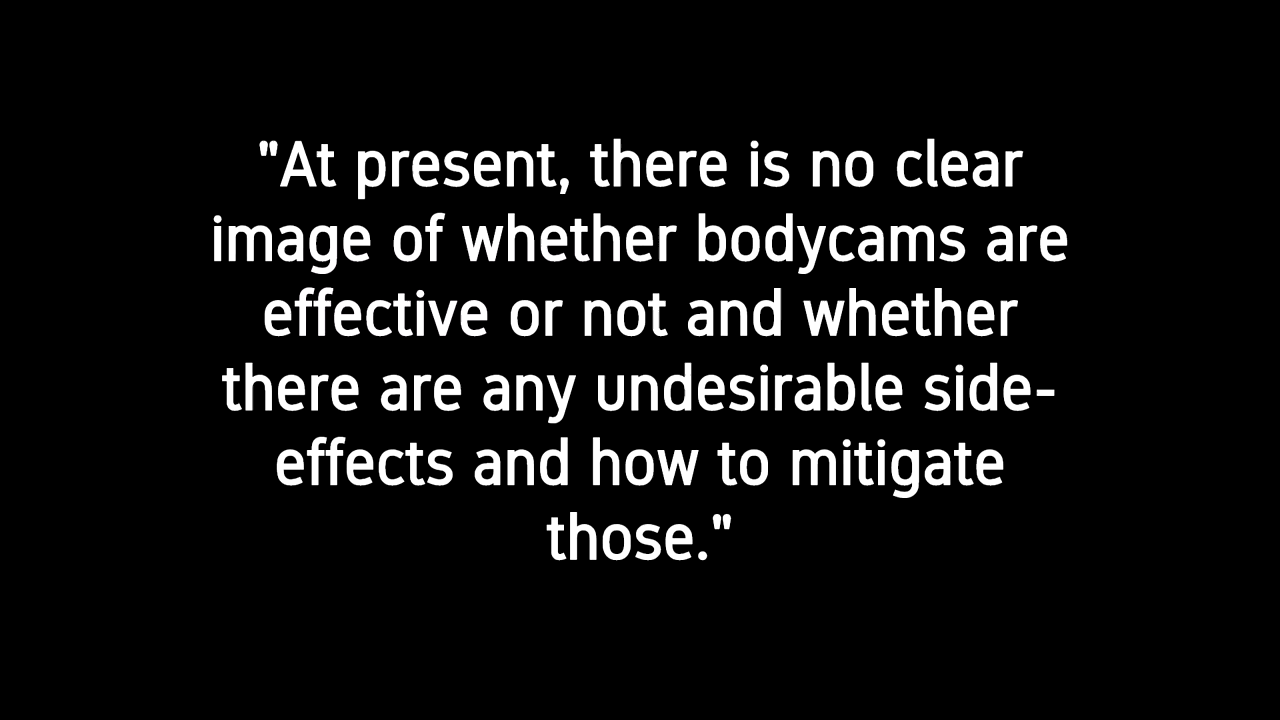 "At present, there is no clear
image of whether bodycams are
effective or not and whether
there are any undesirable side-
effects and how to mitigate
those."